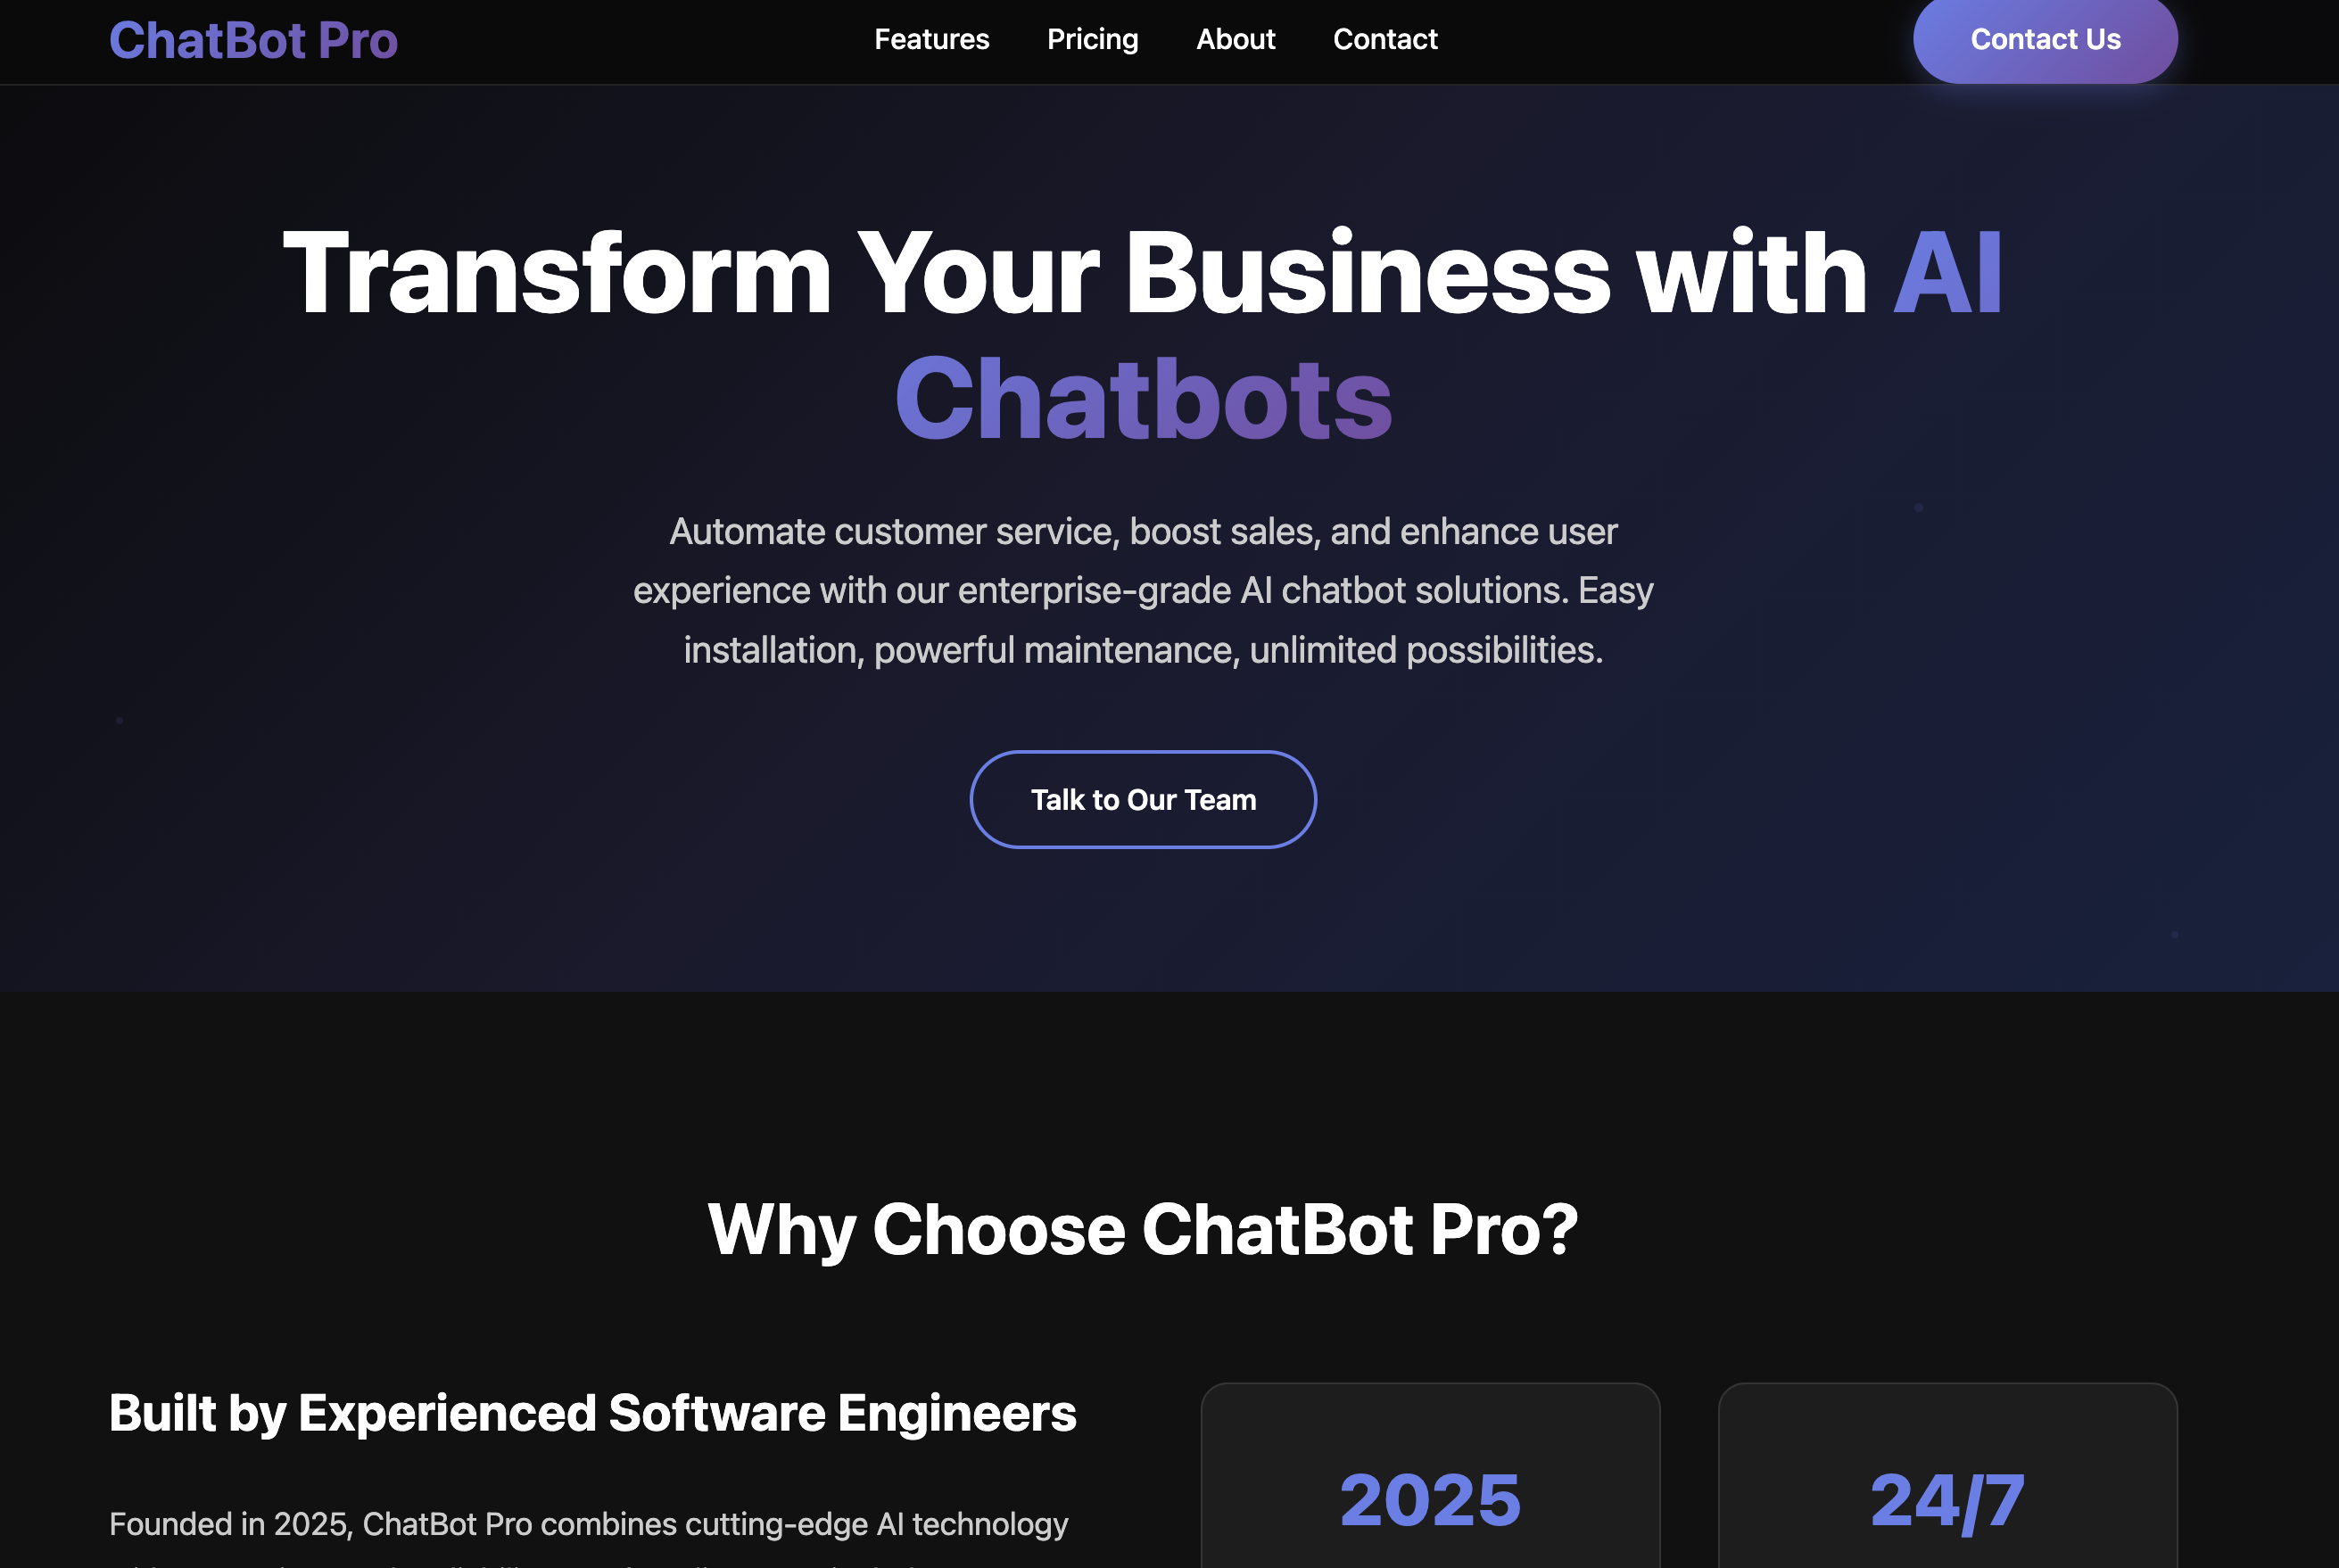 ChatBot Pro
Features
Pricing
About
Contact
Contact Us
Transform Your Business with AI
Chatbots
Automate customer service, boost sales, and enhance user
experience with our enterprise-grade AI chatbot solutions. Easy
installation, powerful maintenance, unlimited possibilities.
Talk to Our Team
Why Choose ChatBot Pro?
Built by Experienced Software Engineers
Founded in 2025, ChatBot Pro combines cutting-edge AI technology
2025
24/7